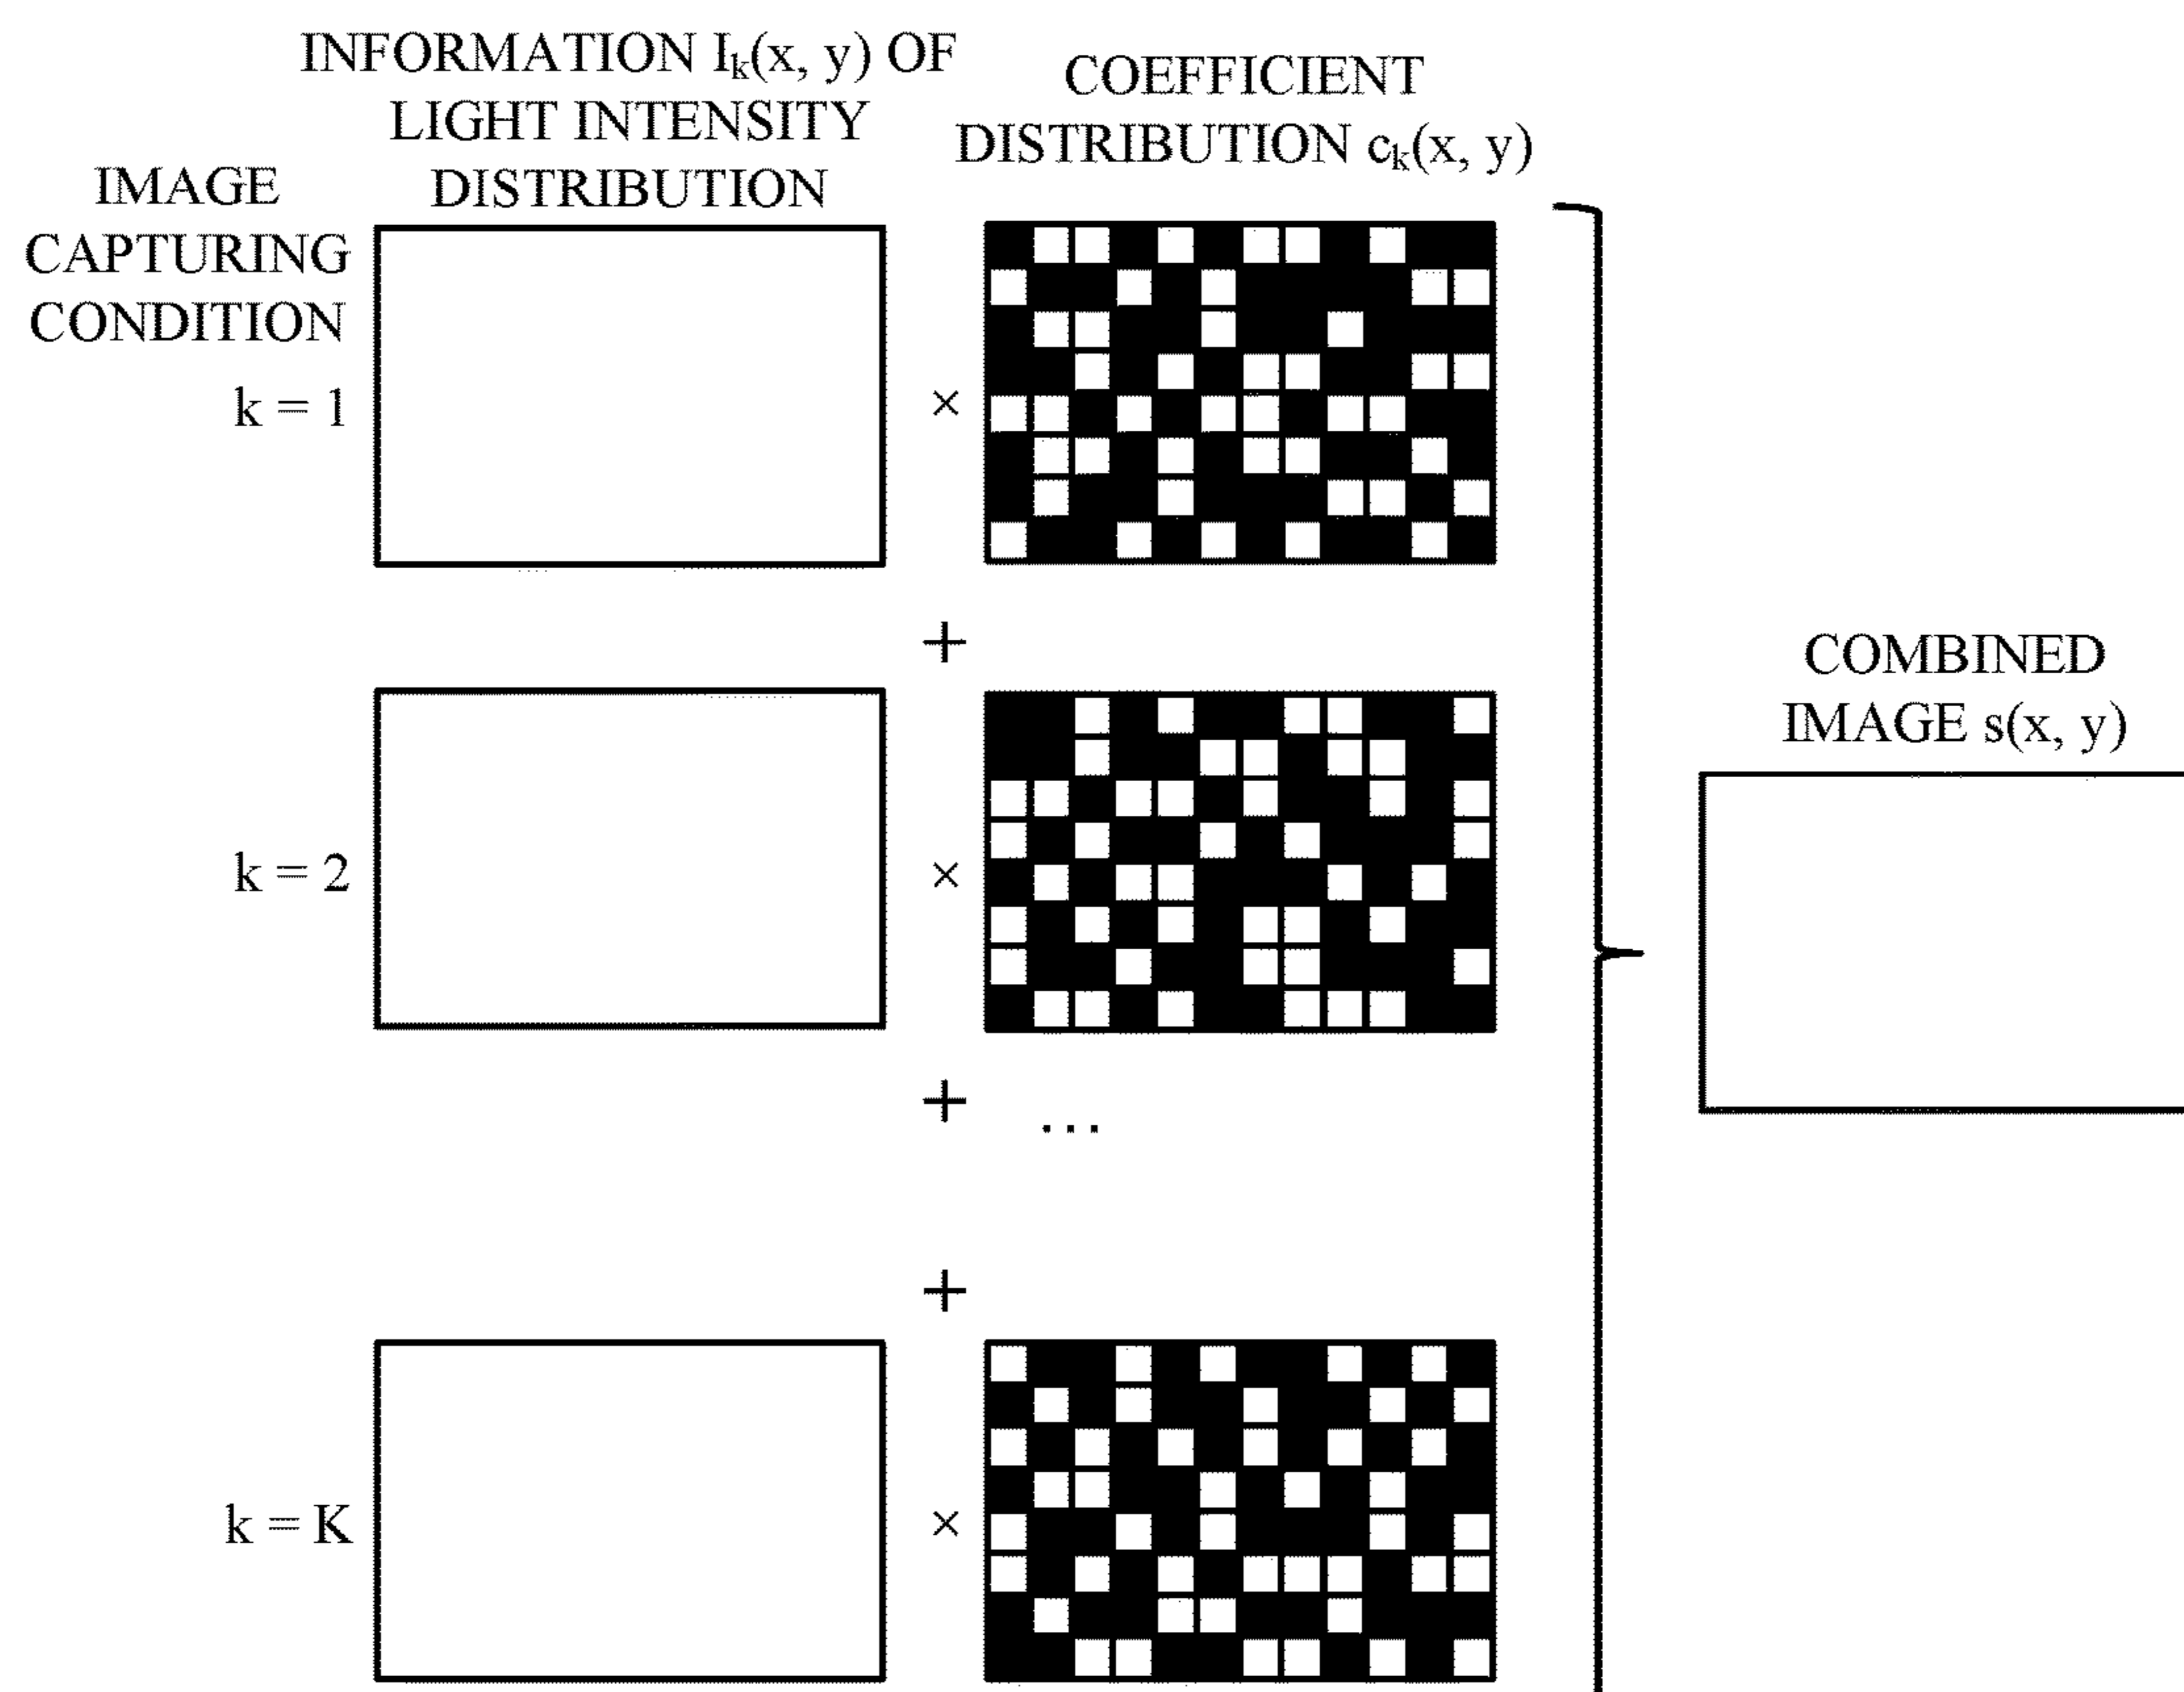 INFORMATION Iₖ(x, y) OF
LIGHT INTENSITY
DISTRIBUTION
COEFFICIENT
DISTRIBUTION cₖ(x, y)
IMAGE
CAPTURING
CONDITION
k = 1
×
+
k = 2
×
+ ...
+
k = K
×
COMBINED
IMAGE s(x, y)